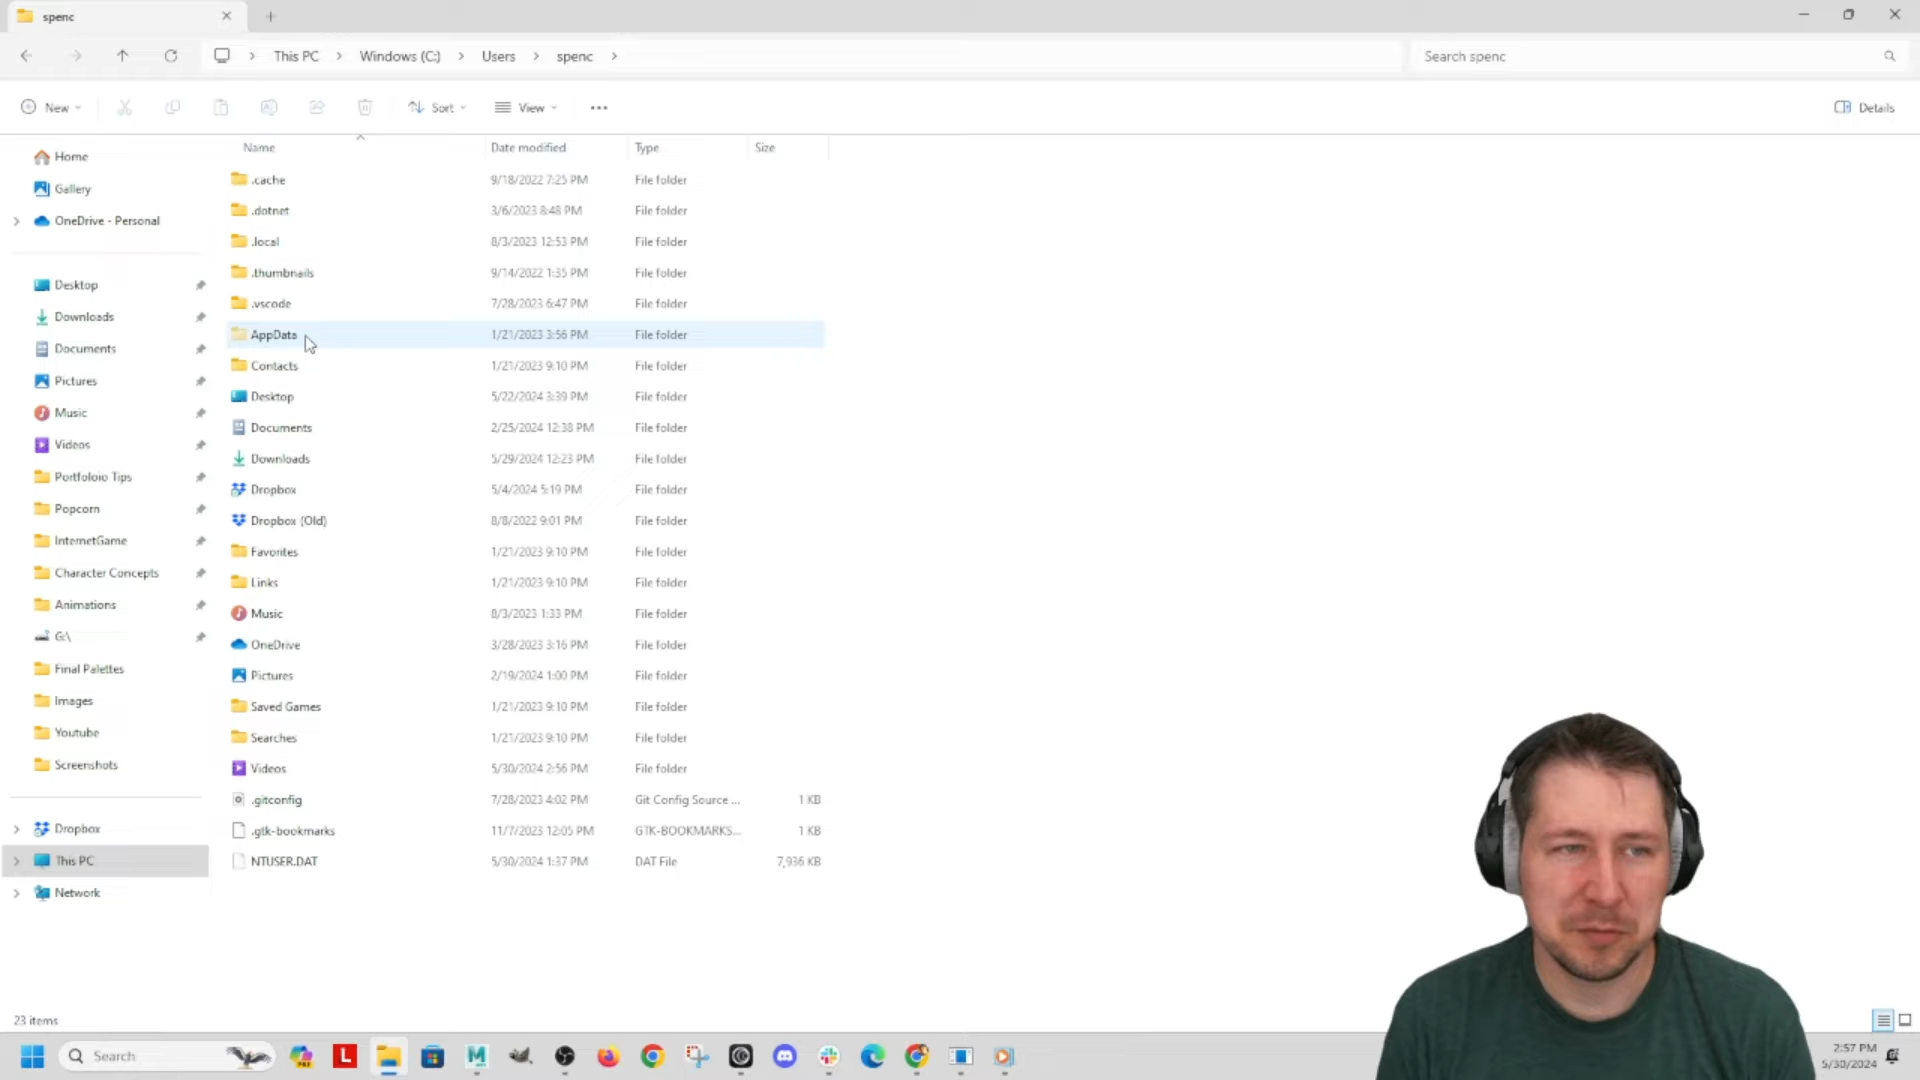 spenc
This PC > Windows (C:) > Users > spenc >
Search spenc
New
Sort
View
Details
Name Date modified Type Size
Home
Gallery
OneDrive - Personal
Desktop
Downloads
Documents
Pictures
Music
Videos
Portfoloio Tips
Popcorn
InternetGame
Character Concepts
Animations
G:\
Final Palettes
Images
Youtube
Screenshots
Dropbox
This PC
Network
.cache 9/18/2022 7:25 PM File folder
.dotnet 3/6/2023 8:48 PM File folder
.local 8/3/2023 12:53 PM File folder
.thumbnails 9/14/2022 1:35 PM File folder
.vscode 7/28/2023 6:47 PM File folder
AppData 1/21/2023 3:56 PM File folder
Contacts 1/21/2023 9:10 PM File folder
Desktop 5/22/2024 3:39 PM File folder
Documents 2/25/2024 12:38 PM File folder
Downloads 5/29/2024 12:23 PM File folder
Dropbox 5/4/2024 5:19 PM File folder
Dropbox (Old) 8/8/2022 9:01 PM File folder
Favorites 1/21/2023 9:10 PM File folder
Links 1/21/2023 9:10 PM File folder
Music 8/3/2023 1:33 PM File folder
OneDrive 3/28/2023 3:16 PM File folder
Pictures 2/19/2024 1:00 PM File folder
Saved Games 1/21/2023 9:10 PM File folder
Searches 1/21/2023 9:10 PM File folder
Videos 5/30/2024 2:56 PM File folder
.gitconfig 7/28/2023 4:02 PM Git Config Source ... 1 KB
.gtk-bookmarks 11/7/2023 12:05 PM GTK-BOOKMARKS... 1 KB
NTUSER.DAT 5/30/2024 1:37 PM DAT File 7,936 KB
23 items
Search
L
M
2:57 PM
5/30/2024